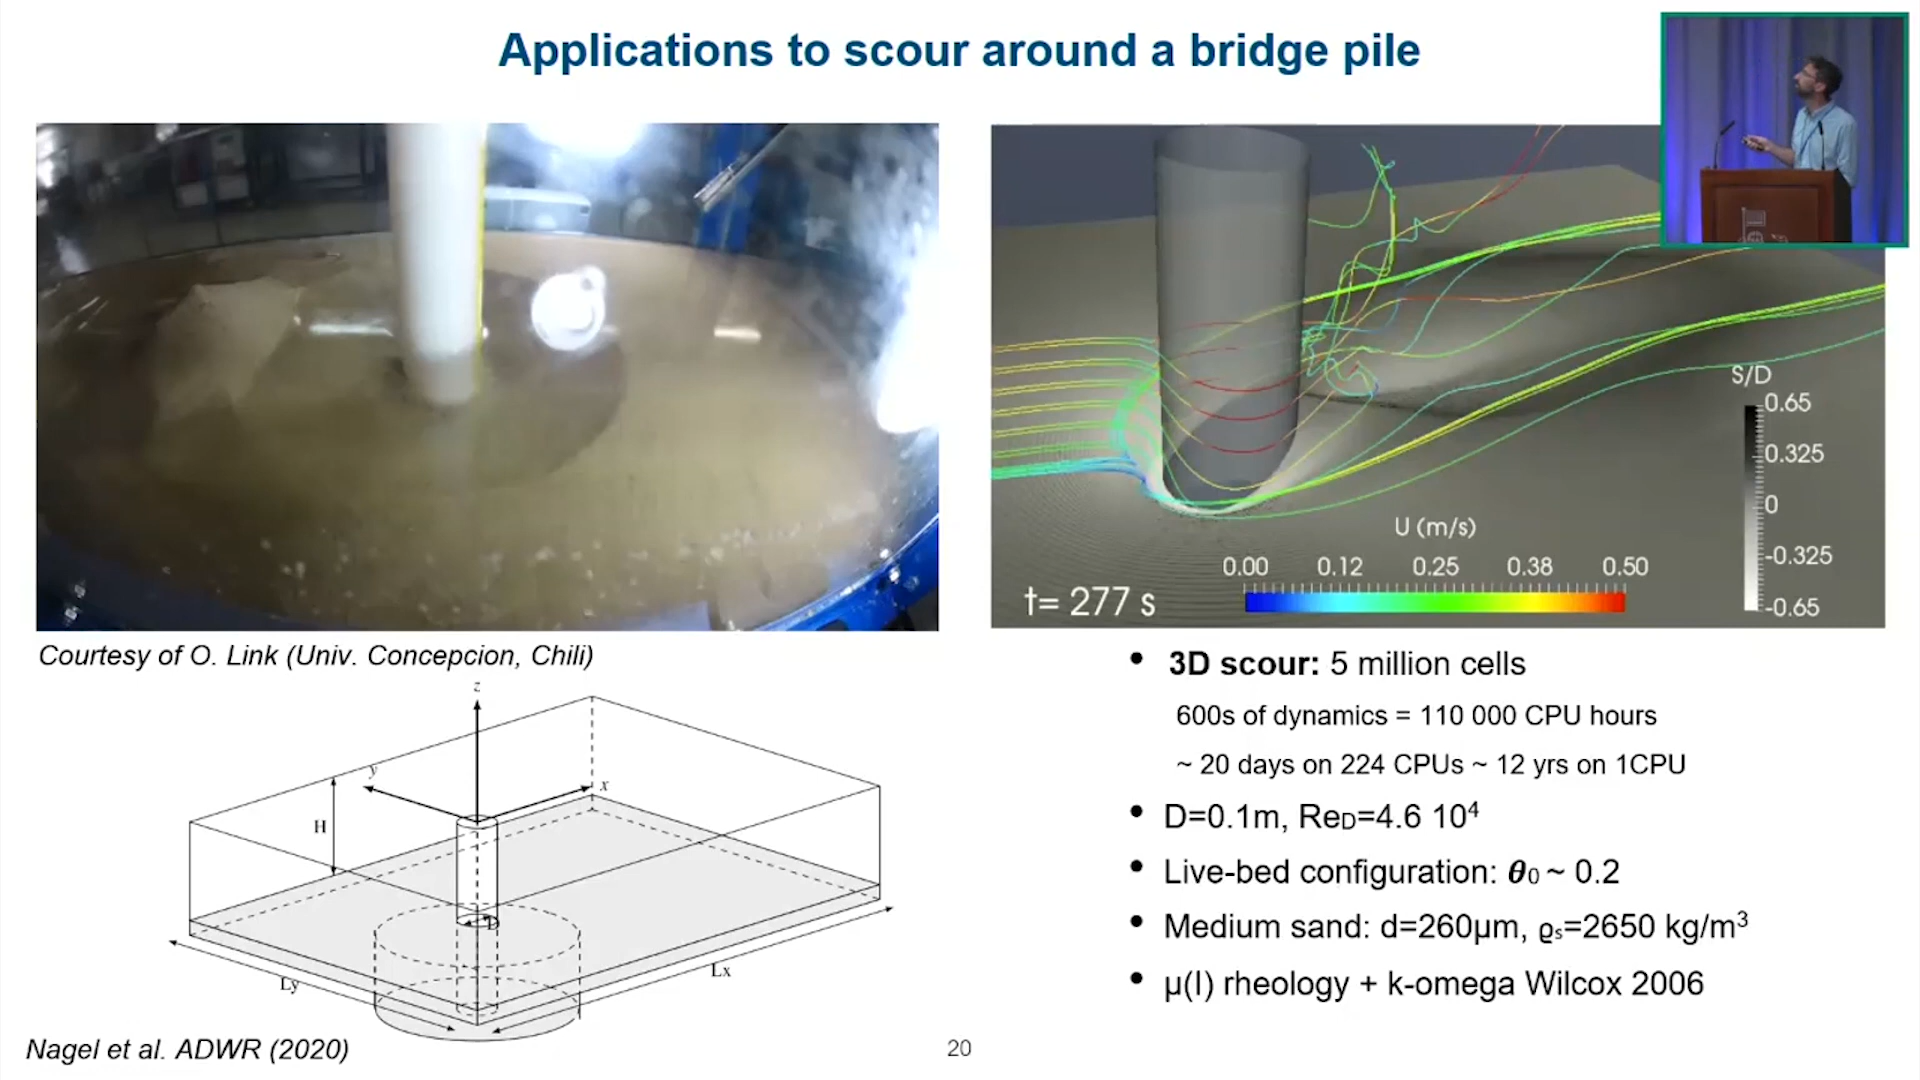 Applications to scour around a bridge pile
S/D
0.65
0.325
0
-0.325
-0.65
U (m/s)
0.00 0.12 0.25 0.38 0.50
t= 277 s
Courtesy of O. Link (Univ. Concepcion, Chili)
z
y
x
H
D
Lx
Ly
Nagel et al. ADWR (2020)
• 3D scour: 5 million cells
600s of dynamics = 110 000 CPU hours
~ 20 days on 224 CPUs ~ 12 yrs on 1CPU
• D=0.1m, ReD=4.6 10⁴
• Live-bed configuration: θ₀ ~ 0.2
• Medium sand: d=260μm, ϱₛ=2650 kg/m³
• μ(I) rheology + k-omega Wilcox 2006
20